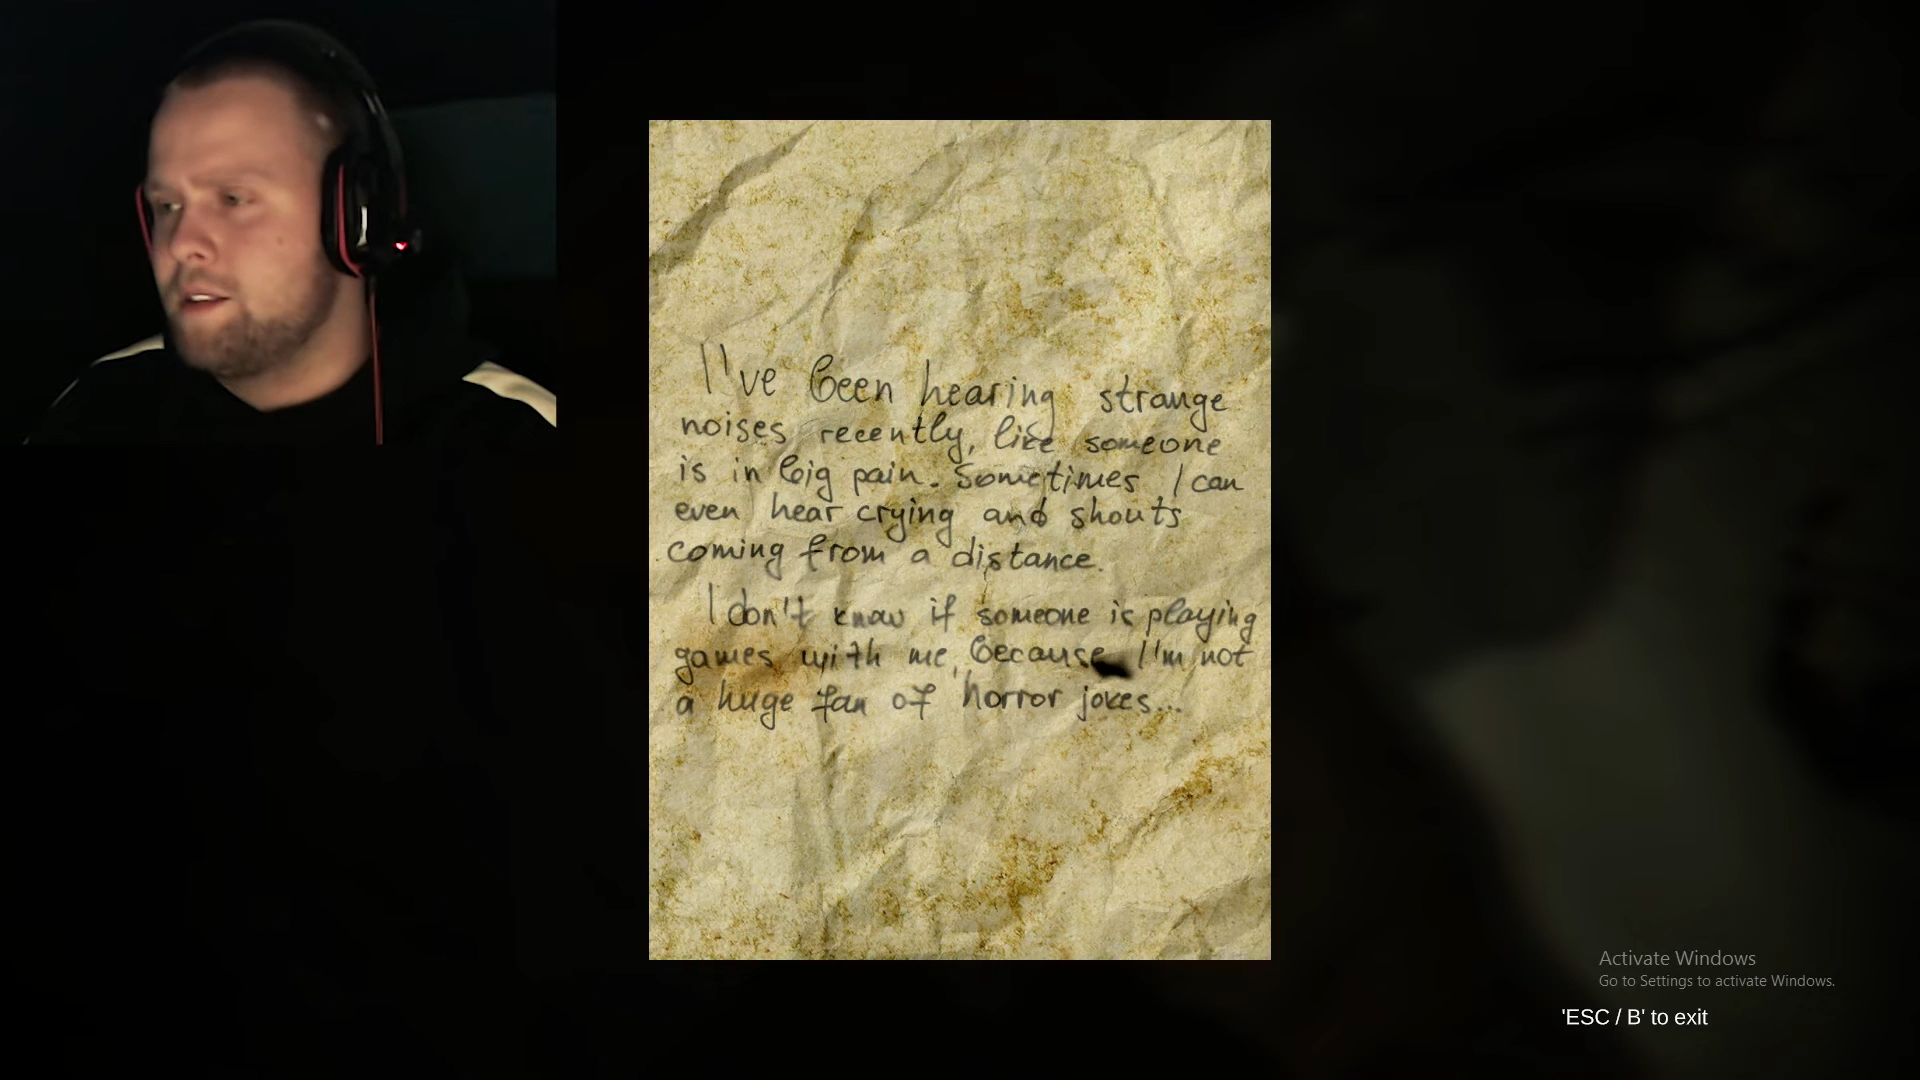 I've been hearing strange
noises recently, like someone
is in big pain. Sometimes I can
even hear crying and shouts
coming from a distance.
I don't know if someone is playing
games with me, because I'm not
a huge fan of horror jokes...
Activate Windows
Go to Settings to activate Windows.
'ESC / B' to exit